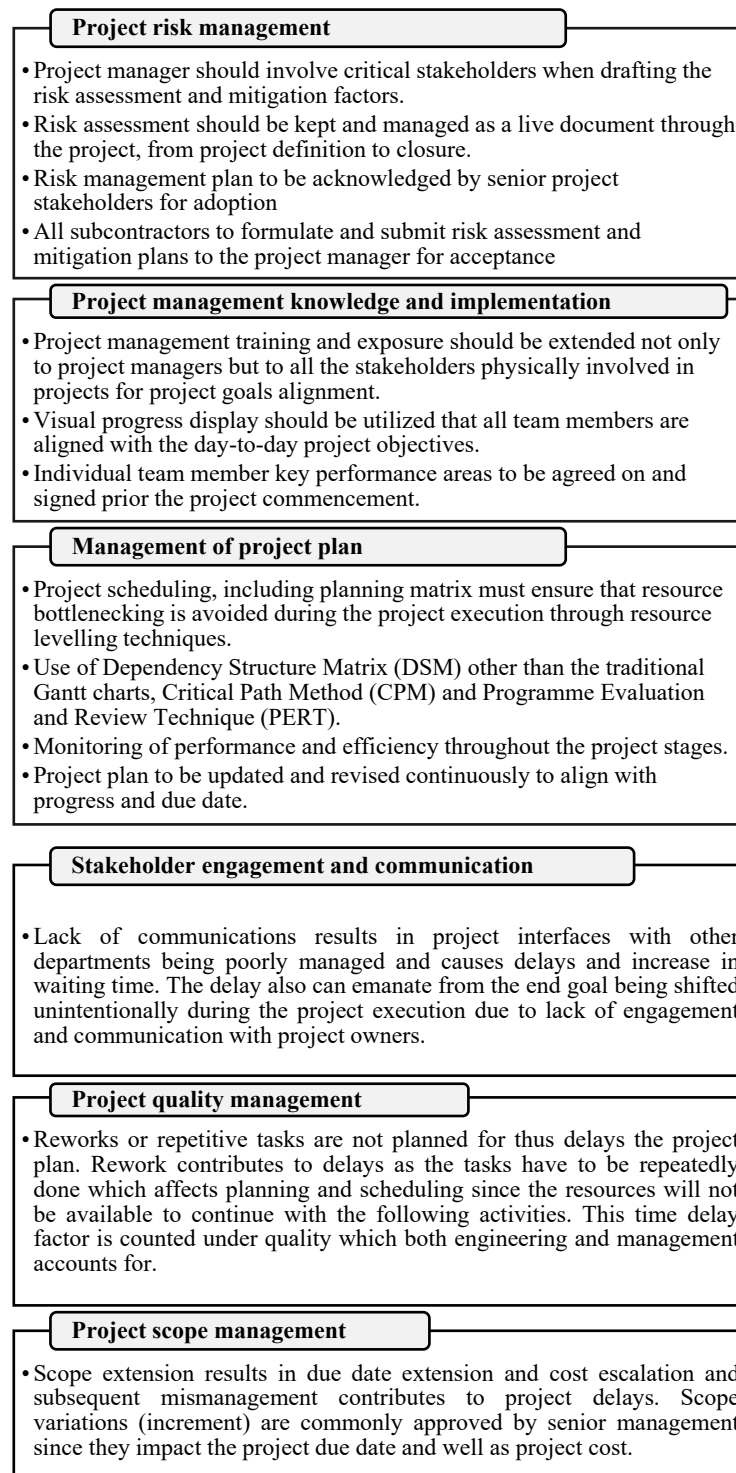 Project risk management
• Project manager should involve critical stakeholders when drafting the
risk assessment and mitigation factors.
• Risk assessment should be kept and managed as a live document through
the project, from project definition to closure.
• Risk management plan to be acknowledged by senior project
stakeholders for adoption
• All subcontractors to formulate and submit risk assessment and
mitigation plans to the project manager for acceptance
Project management knowledge and implementation
• Project management training and exposure should be extended not only
to project managers but to all the stakeholders physically involved in
projects for project goals alignment.
• Visual progress display should be utilized that all team members are
aligned with the day-to-day project objectives.
• Individual team member key performance areas to be agreed on and
signed prior the project commencement.
Management of project plan
• Project scheduling, including planning matrix must ensure that resource
bottlenecking is avoided during the project execution through resource
levelling techniques.
• Use of Dependency Structure Matrix (DSM) other than the traditional
Gantt charts, Critical Path Method (CPM) and Programme Evaluation
and Review Technique (PERT).
• Monitoring of performance and efficiency throughout the project stages.
• Project plan to be updated and revised continuously to align with
progress and due date.
Stakeholder engagement and communication
• Lack of communications results in project interfaces with other
departments being poorly managed and causes delays and increase in
waiting time. The delay also can emanate from the end goal being shifted
unintentionally during the project execution due to lack of engagement
and communication with project owners.
Project quality management
• Reworks or repetitive tasks are not planned for thus delays the project
plan. Rework contributes to delays as the tasks have to be repeatedly
done which affects planning and scheduling since the resources will not
be available to continue with the following activities. This time delay
factor is counted under quality which both engineering and management
accounts for.
Project scope management
• Scope extension results in due date extension and cost escalation and
subsequent mismanagement contributes to project delays. Scope
variations (increment) are commonly approved by senior management
since they impact the project due date and well as project cost.